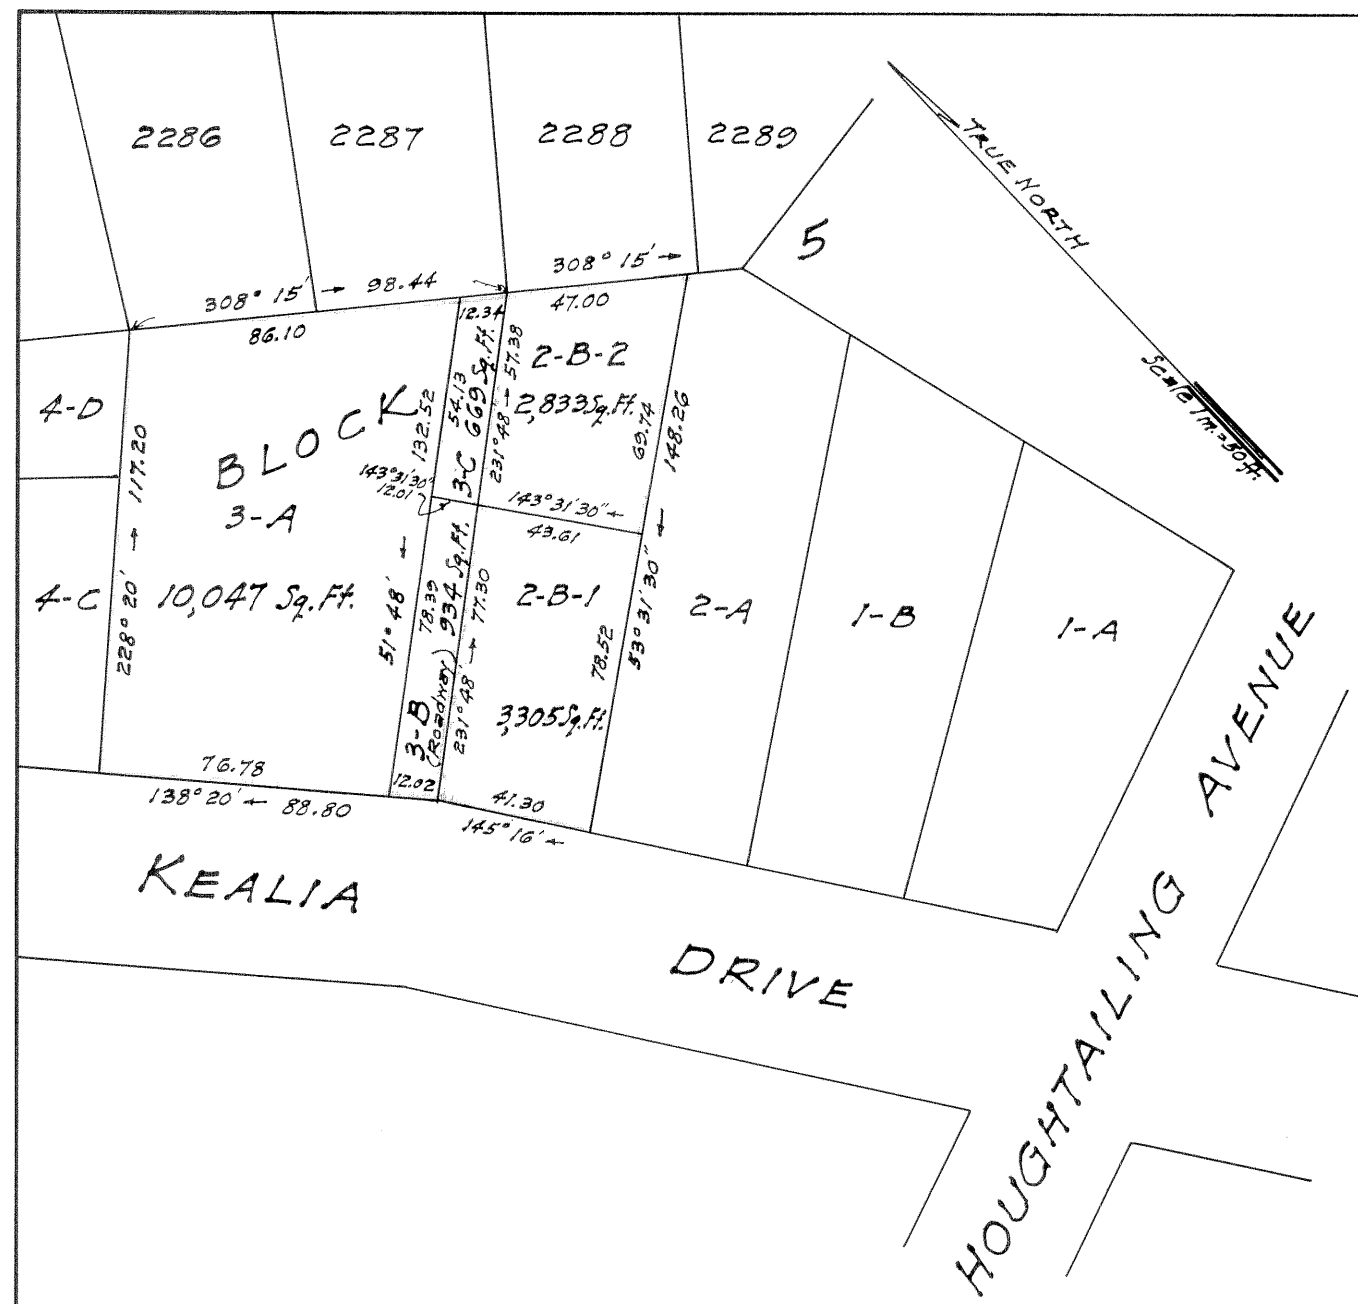 2286
2287
2288
2289
5
TRUE NORTH
Scale 1in.=50ft.
308° 15' → 98.44
308° 15' →
86.10
12.34
47.00
4-D
BLOCK
3-A
10,047 Sq.Ft.
228° 20' → 117.20
4-C
51°48' ← 132.52
54.13
3-C 669 Sq.Ft.
231°48' → 57.38
2-B-2
2,833 Sq.Ft.
69.74
53°31'30" ← 148.26
143°31'30"
12.01
143°31'30" ←
43.61
78.39
3-B 934 Sq.Ft.
(Roadway)
231°48' → 77.30
2-B-1
3,305 Sq.Ft.
78.52
2-A
1-B
1-A
76.78
12.02
41.30
138° 20' ← 88.80
145° 16' ←
KEALIA DRIVE
HOUGHTAILING AVENUE